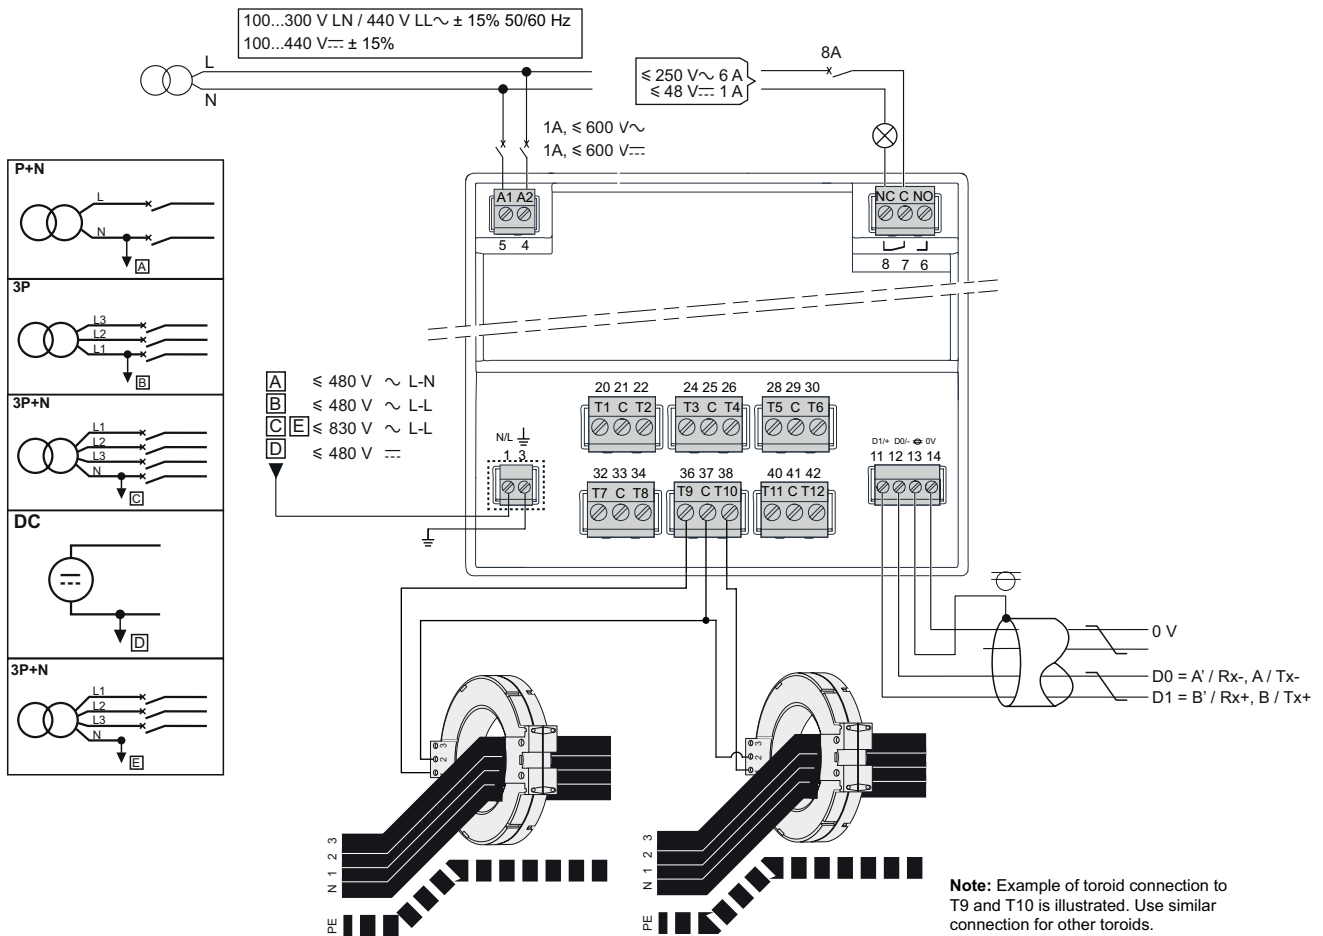 100...300 V LN / 440 V LL∼ ± 15% 50/60 Hz
100...440 V⎓ ± 15%
L
N
1A, ≤ 600 V∼
1A, ≤ 600 V⎓
≤ 250 V∼ 6 A
≤ 48 V⎓ 1 A
8A
A1 A2
5 4
NC C NO
8 7 6
P+N
L
N
A
3P
L3
L2
L1
B
3P+N
L1
L2
L3
N
C
DC
D
3P+N
L1
L2
L3
N
E
A ≤ 480 V ∼ L-N
B ≤ 480 V ∼ L-L
C E ≤ 830 V ∼ L-L
D ≤ 480 V ⎓
N/L
1 3
20 21 22
T1 C T2
24 25 26
T3 C T4
28 29 30
T5 C T6
32 33 34
T7 C T8
36 37 38
T9 C T10
40 41 42
T11 C T12
D1/+ D0/- 0V
11 12 13 14
0 V
D0 = A' / Rx-, A / Tx-
D1 = B' / Rx+, B / Tx+
3
2
3
2
N 1 2 3
PE
N 1 2 3
PE
Note: Example of toroid connection to
T9 and T10 is illustrated. Use similar
connection for other toroids.